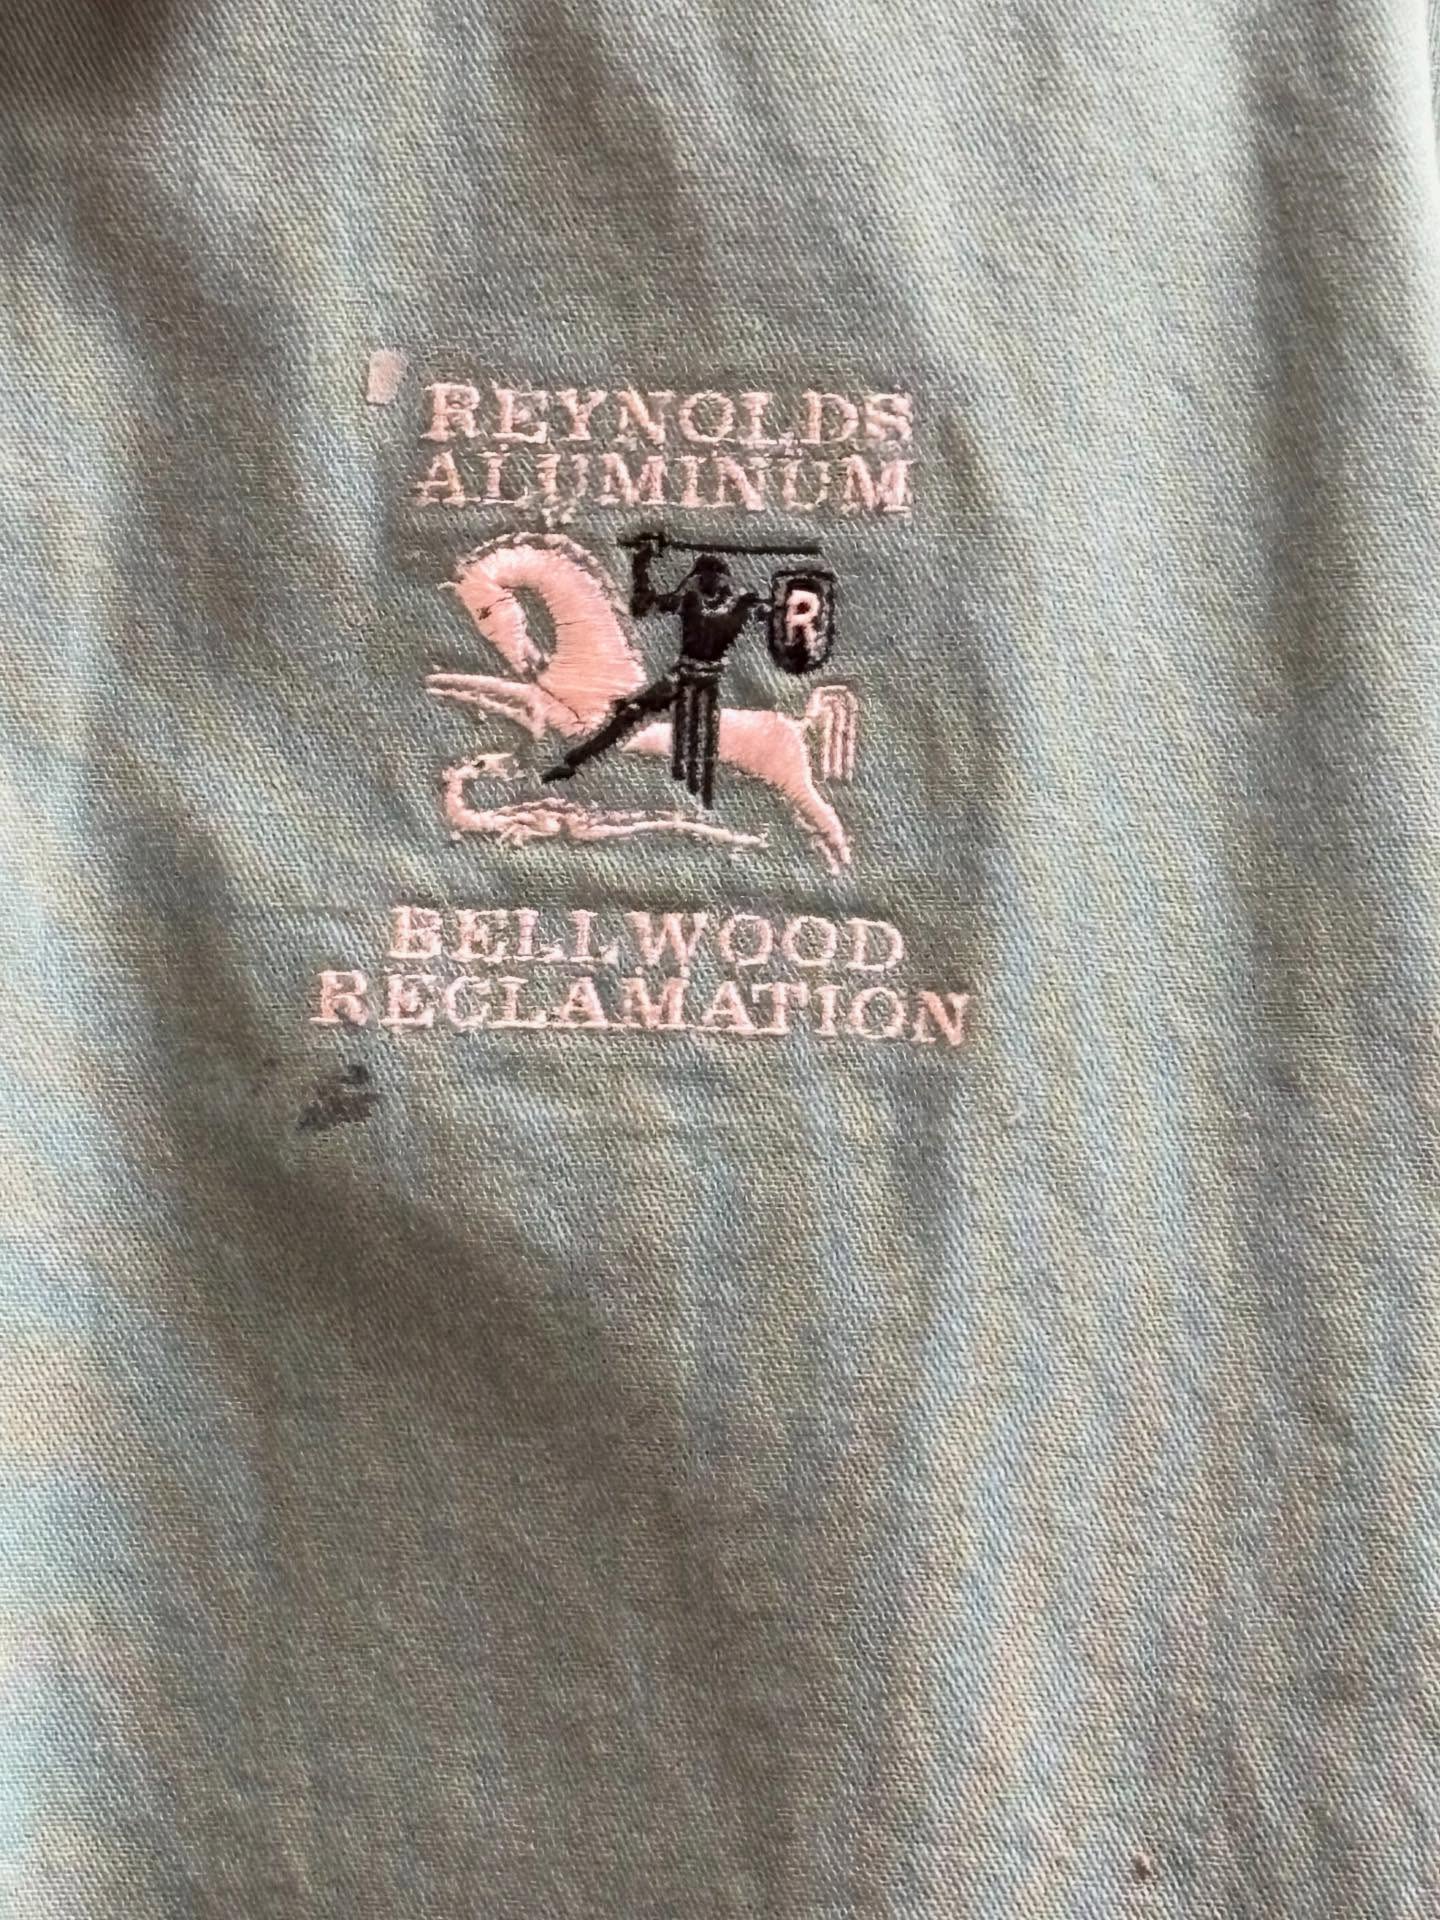 REYNOLDS
ALUMINUM
R
BELLWOOD
RECLAMATION